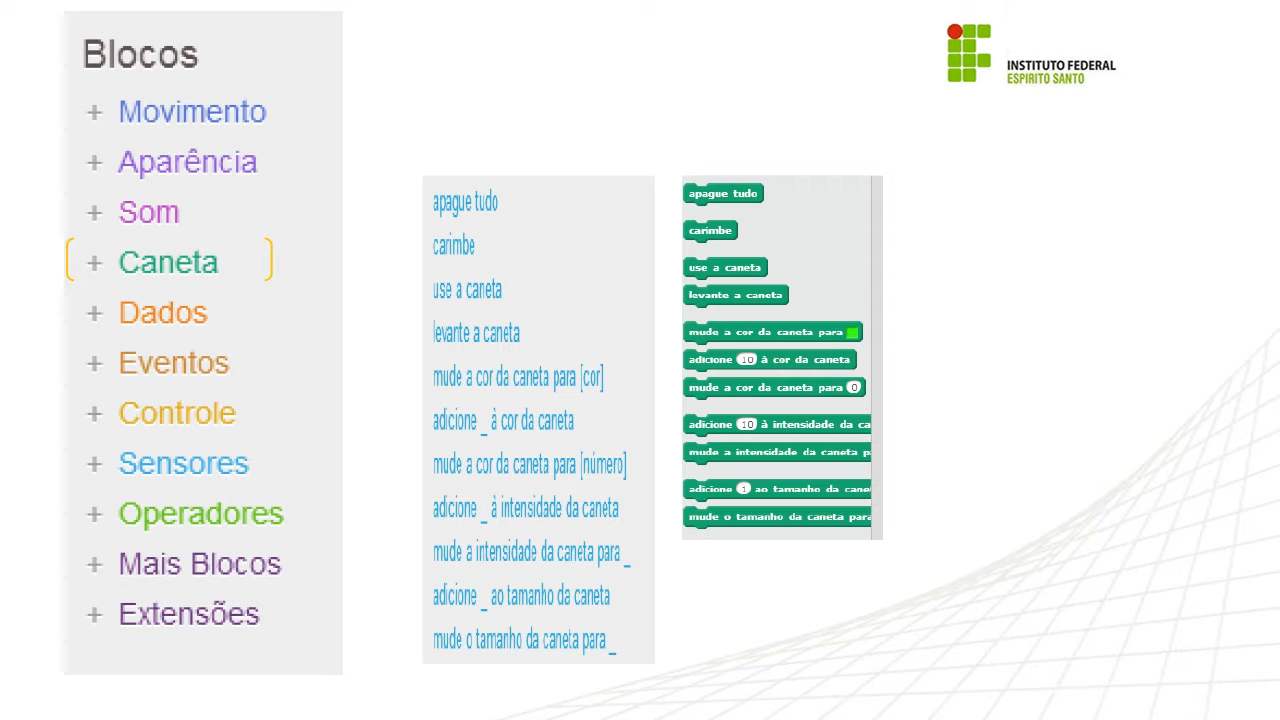 Blocos
+ Movimento
+ Aparência
+ Som
+ Caneta
+ Dados
+ Eventos
+ Controle
+ Sensores
+ Operadores
+ Mais Blocos
+ Extensões
INSTITUTO FEDERAL
ESPIRITO SANTO
apague tudo
carimbe
use a caneta
levante a caneta
mude a cor da caneta para [cor]
adicione _ à cor da caneta
mude a cor da caneta para [número]
adicione _ à intensidade da caneta
mude a intensidade da caneta para _
adicione _ ao tamanho da caneta
mude o tamanho da caneta para _
apague tudo
carimbe
use a caneta
levante a caneta
mude a cor da caneta para
adicione 10 à cor da caneta
mude a cor da caneta para 0
adicione 10 à intensidade da ca
mude a intensidade da caneta p
adicione 1 ao tamanho da cane
mude o tamanho da caneta para